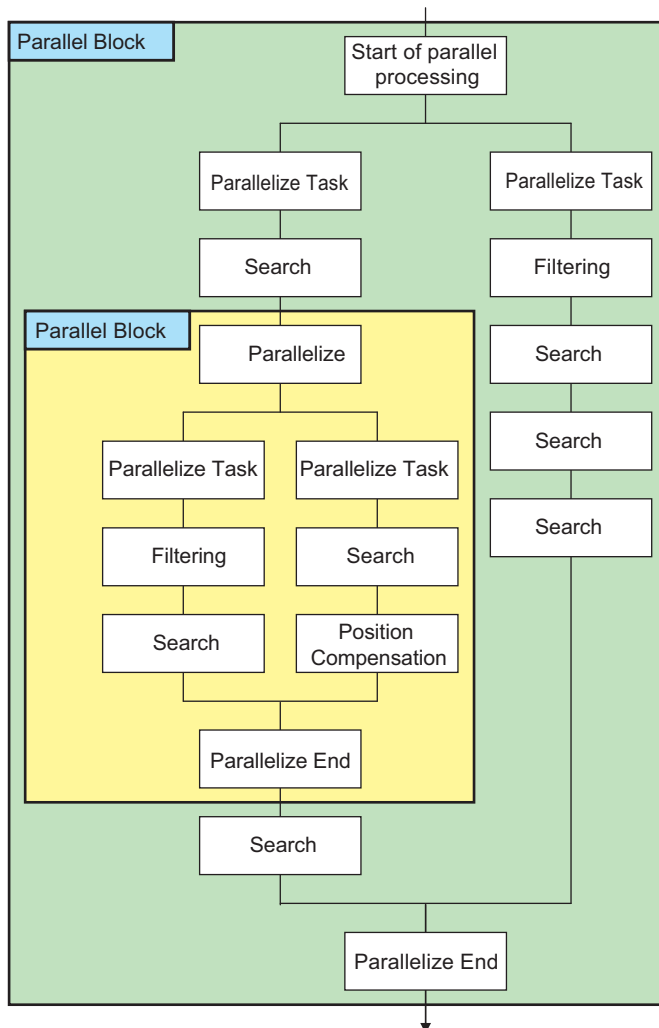 Parallel Block
Start of parallel
processing
Parallelize Task
Parallelize Task
Search
Filtering
Parallel Block
Parallelize
Search
Parallelize Task
Parallelize Task
Search
Filtering
Search
Search
Search
Position
Compensation
Parallelize End
Search
Parallelize End